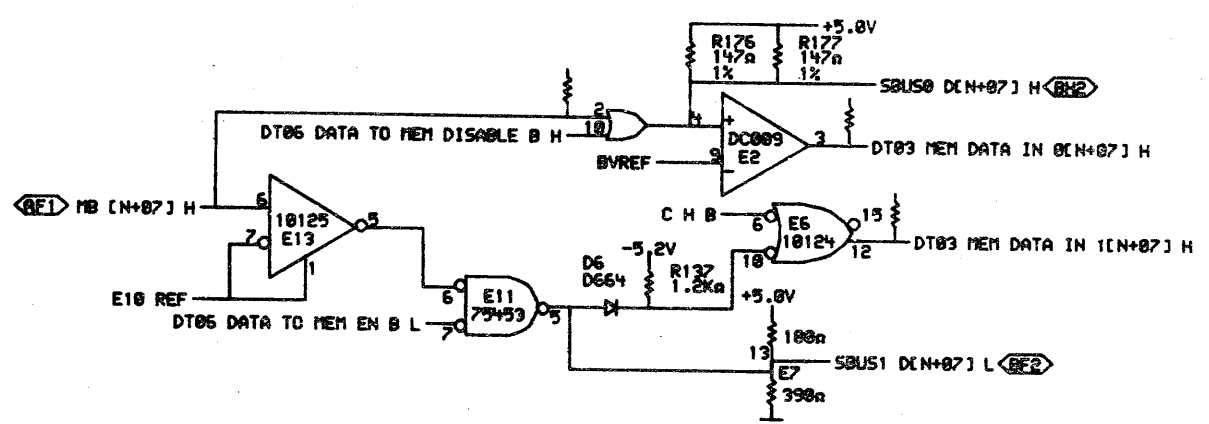 +5.0V
R176
147Ω
1%
R177
147Ω
1%
SBUS0 D[N+07] H BH2
2
10
DT06 DATA TO MEM DISABLE B H
4
+
DC009
E2
3
DT03 MEM DATA IN 0[N+07] H
BVREF
9
-
AF1 MB [N+07] H
6
10125
E13
5
7
1
E10 REF
C H B
6
E6
10124
15
10
12
DT03 MEM DATA IN 1[N+07] H
-5.2V
D6
D664
R137
1.2KΩ
6
E11
75453
5
7
DT06 DATA TO MEM EN B L
+5.0V
180Ω
13
SBUS1 D[N+07] L BF2
E7
390Ω